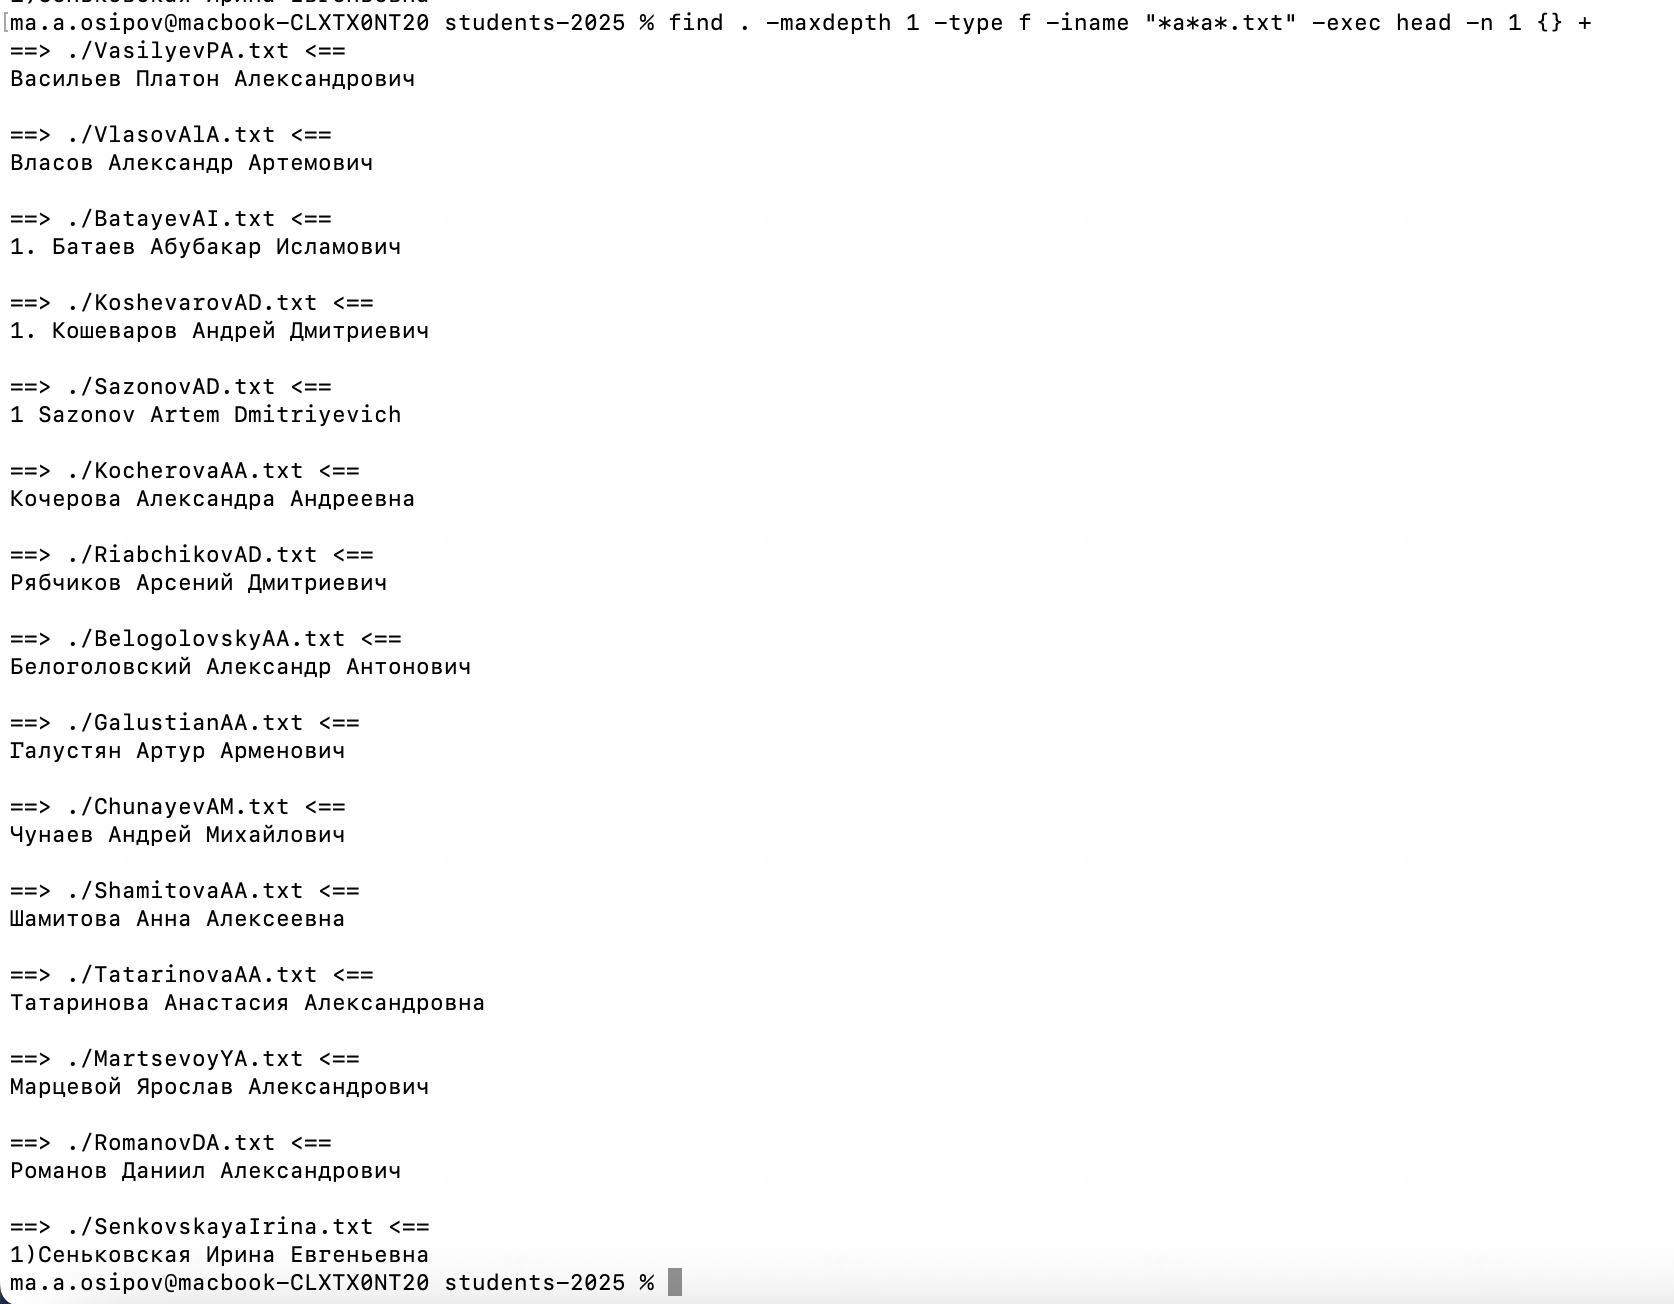 ma.a.osipov@macbook-CLXTX0NT20 students-2025 % find . -maxdepth 1 -type f -iname "*a*a*.txt" -exec head -n 1 {} +
==> ./VasilyevPA.txt <==
Васильев Платон Александрович
==> ./VlasovAlA.txt <==
Власов Александр Артемович
==> ./BatayevAI.txt <==
1. Батаев Абубакар Исламович
==> ./KoshevarovAD.txt <==
1. Кошеваров Андрей Дмитриевич
==> ./SazonovAD.txt <==
1 Sazonov Artem Dmitriyevich
==> ./KocherovaAA.txt <==
Кочерова Александра Андреевна
==> ./RiabchikovAD.txt <==
Рябчиков Арсений Дмитриевич
==> ./BelogolovskyAA.txt <==
Белоголовский Александр Антонович
==> ./GalustianAA.txt <==
Галустян Артур Арменович
==> ./ChunayevAM.txt <==
Чунаев Андрей Михайлович
==> ./ShamitovaAA.txt <==
Шамитова Анна Алексеевна
==> ./TatarinovaAA.txt <==
Татаринова Анастасия Александровна
==> ./MartsevoyYA.txt <==
Марцевой Ярослав Александрович
==> ./RomanovDA.txt <==
Романов Даниил Александрович
==> ./SenkovskayaIrina.txt <==
1)Сеньковская Ирина Евгеньевна
ma.a.osipov@macbook-CLXTX0NT20 students-2025 %